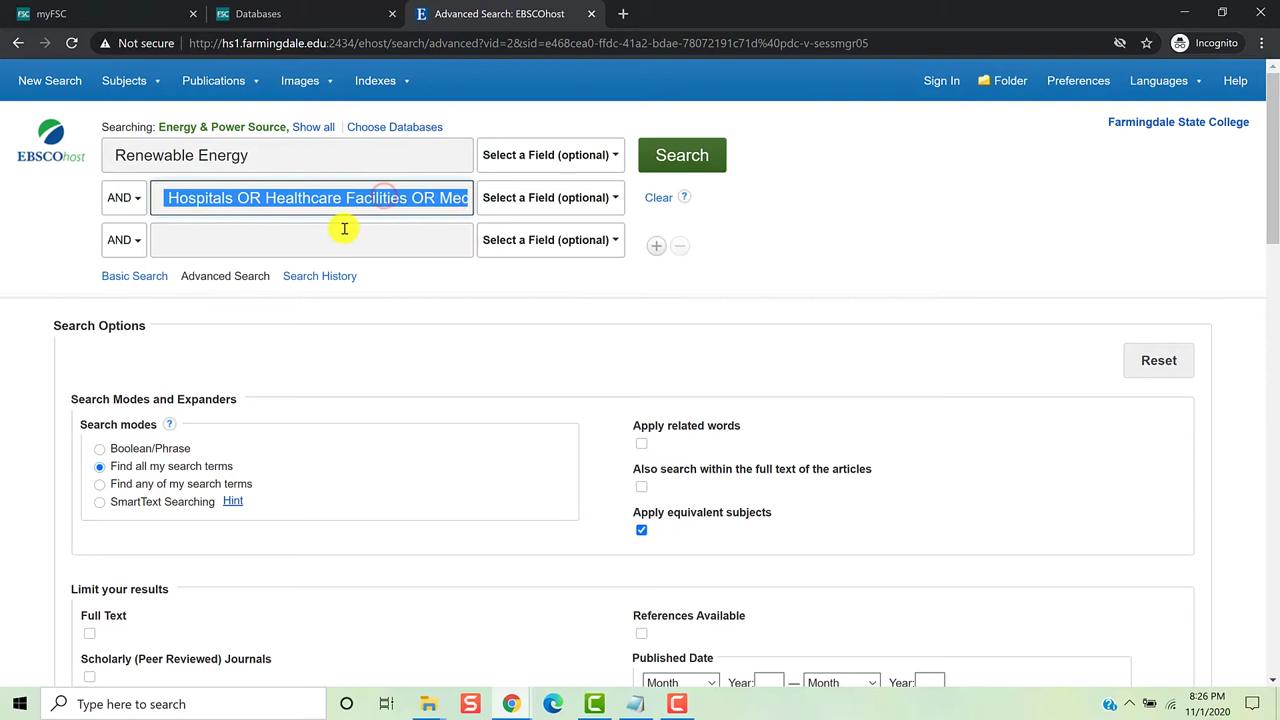 myFSC
Databases
Advanced Search: EBSCOhost
Not secure http://hs1.farmingdale.edu:2434/ehost/search/advanced?vid=2&sid=e468cea0-ffdc-41a2-bdae-78072191c71d%40pdc-v-sessmgr05
Incognito
New Search Subjects Publications Images Indexes Sign In Folder Preferences Languages Help
Searching: Energy & Power Source, Show all Choose Databases
Farmingdale State College
EBSCOhost
Renewable Energy Select a Field (optional) Search
AND Hospitals OR Healthcare Facilities OR Med Select a Field (optional) Clear ?
AND Select a Field (optional)
Basic Search Advanced Search Search History
Search Options
Reset
Search Modes and Expanders
Search modes ?
Boolean/Phrase
Find all my search terms
Find any of my search terms
SmartText Searching Hint
Apply related words
Also search within the full text of the articles
Apply equivalent subjects
Limit your results
Full Text
References Available
Scholarly (Peer Reviewed) Journals
Published Date
Month Year: — Month Year:
Type here to search
8:26 PM
11/1/2020